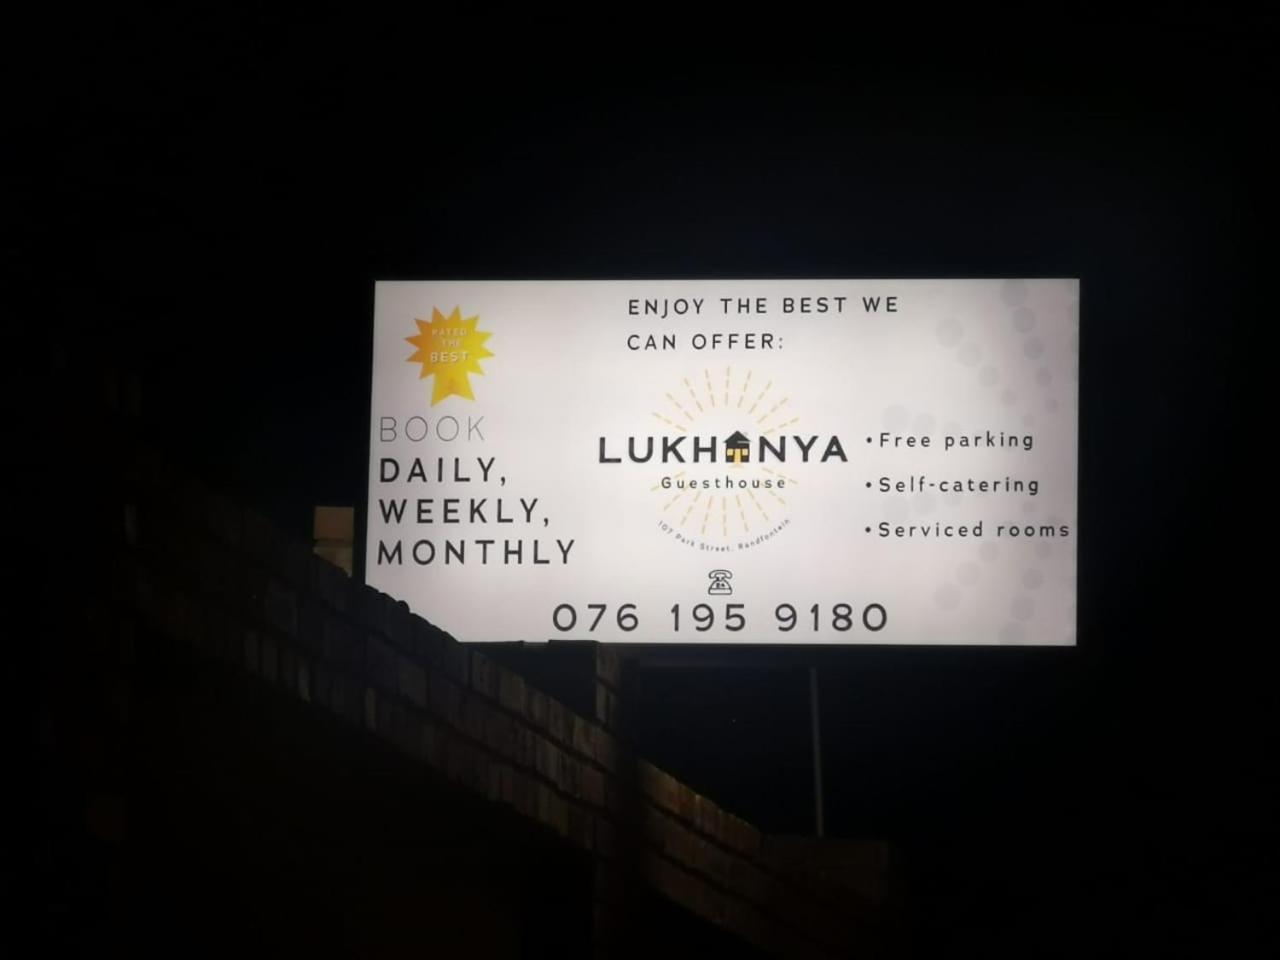 RATED
THE
BEST
BOOK
DAILY,
WEEKLY,
MONTHLY
ENJOY THE BEST WE
CAN OFFER:
LUKHANYA
Guesthouse
107 Park Street, Randfontein
076 195 9180
•Free parking
•Self-catering
•Serviced rooms